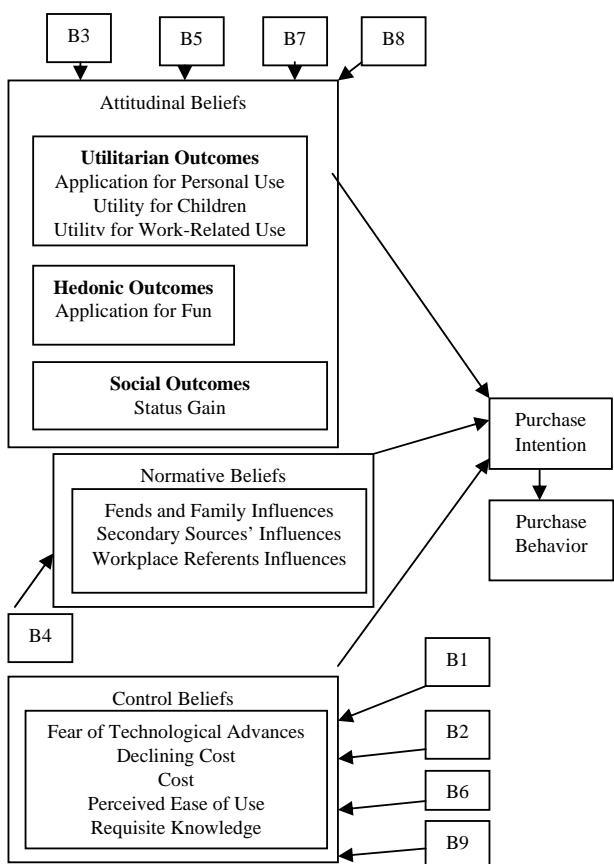 B3
B5
B7
B8
Attitudinal Beliefs
Utilitarian Outcomes
Application for Personal Use
Utility for Children
Utility for Work-Related Use
Hedonic Outcomes
Application for Fun
Social Outcomes
Status Gain
Purchase
Intention
Normative Beliefs
Fends and Family Influences
Secondary Sources' Influences
Workplace Referents Influences
Purchase
Behavior
B4
B1
Control Beliefs
Fear of Technological Advances
Declining Cost
Cost
Perceived Ease of Use
Requisite Knowledge
B2
B6
B9